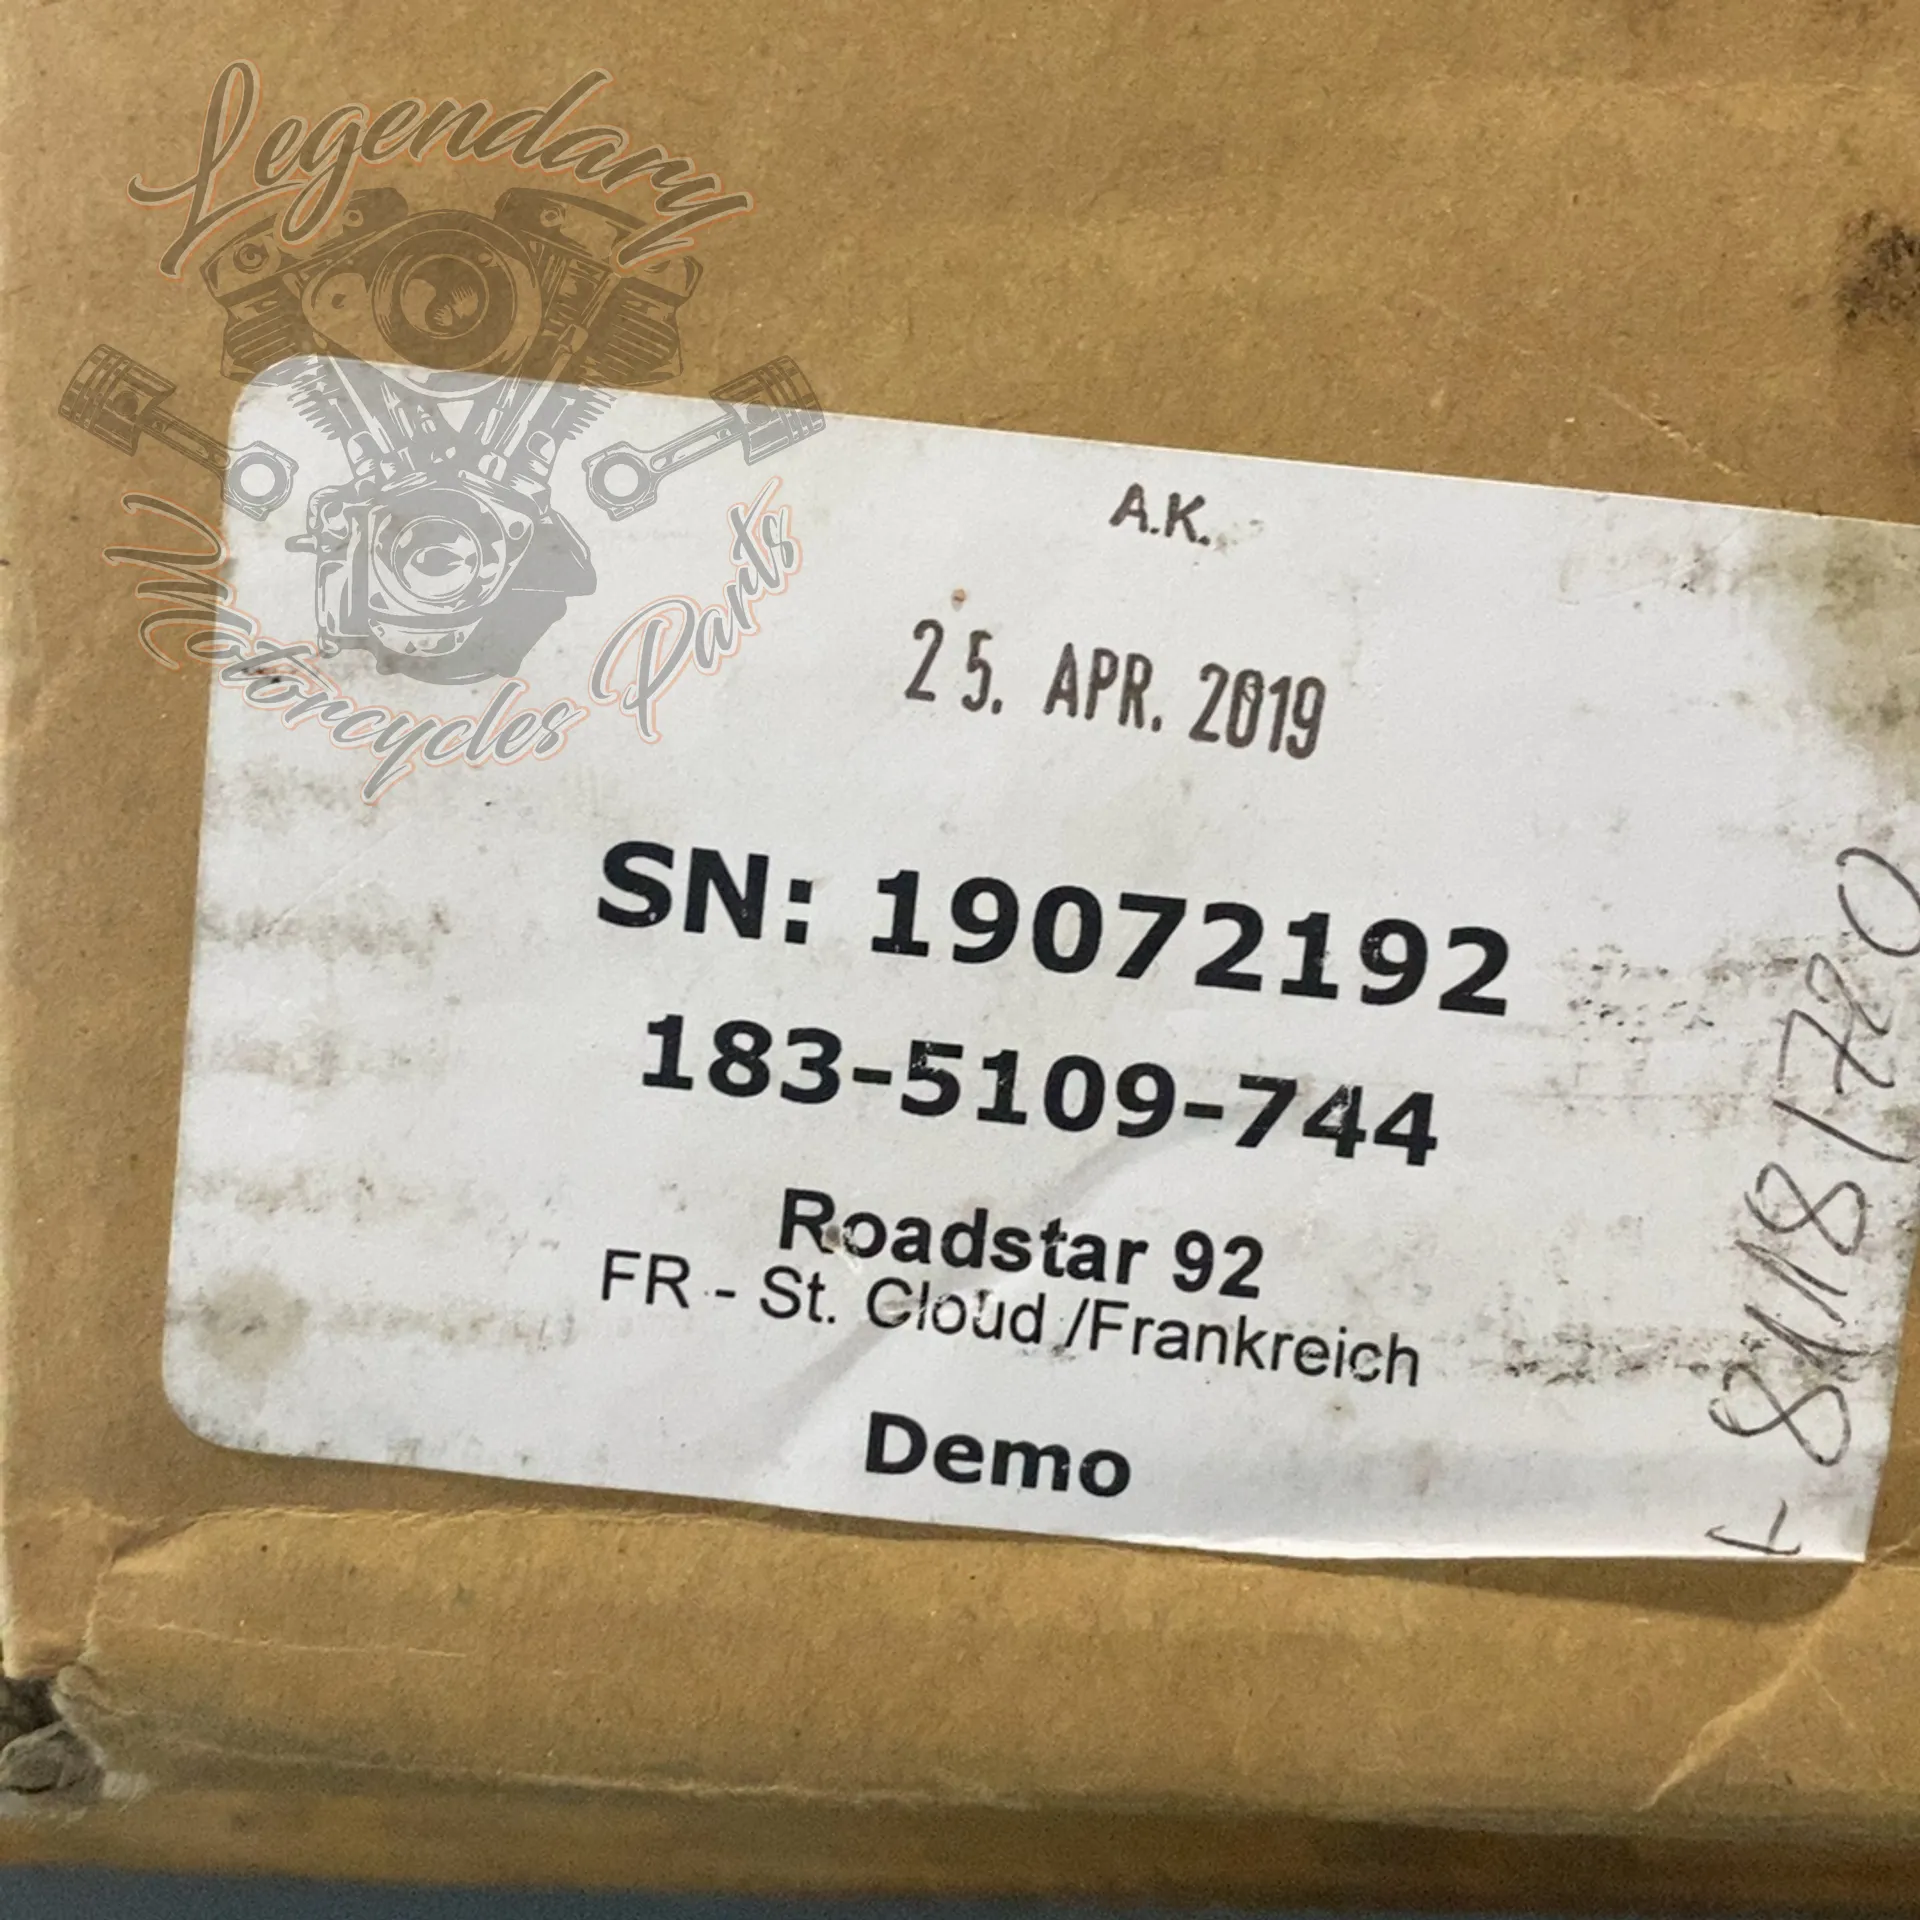 Legendary
Motorcycles Parts
A.K.
25. APR. 2019
SN: 19072192
183-5109-744
Roadstar 92
FR - St. Cloud /Frankreich
Demo